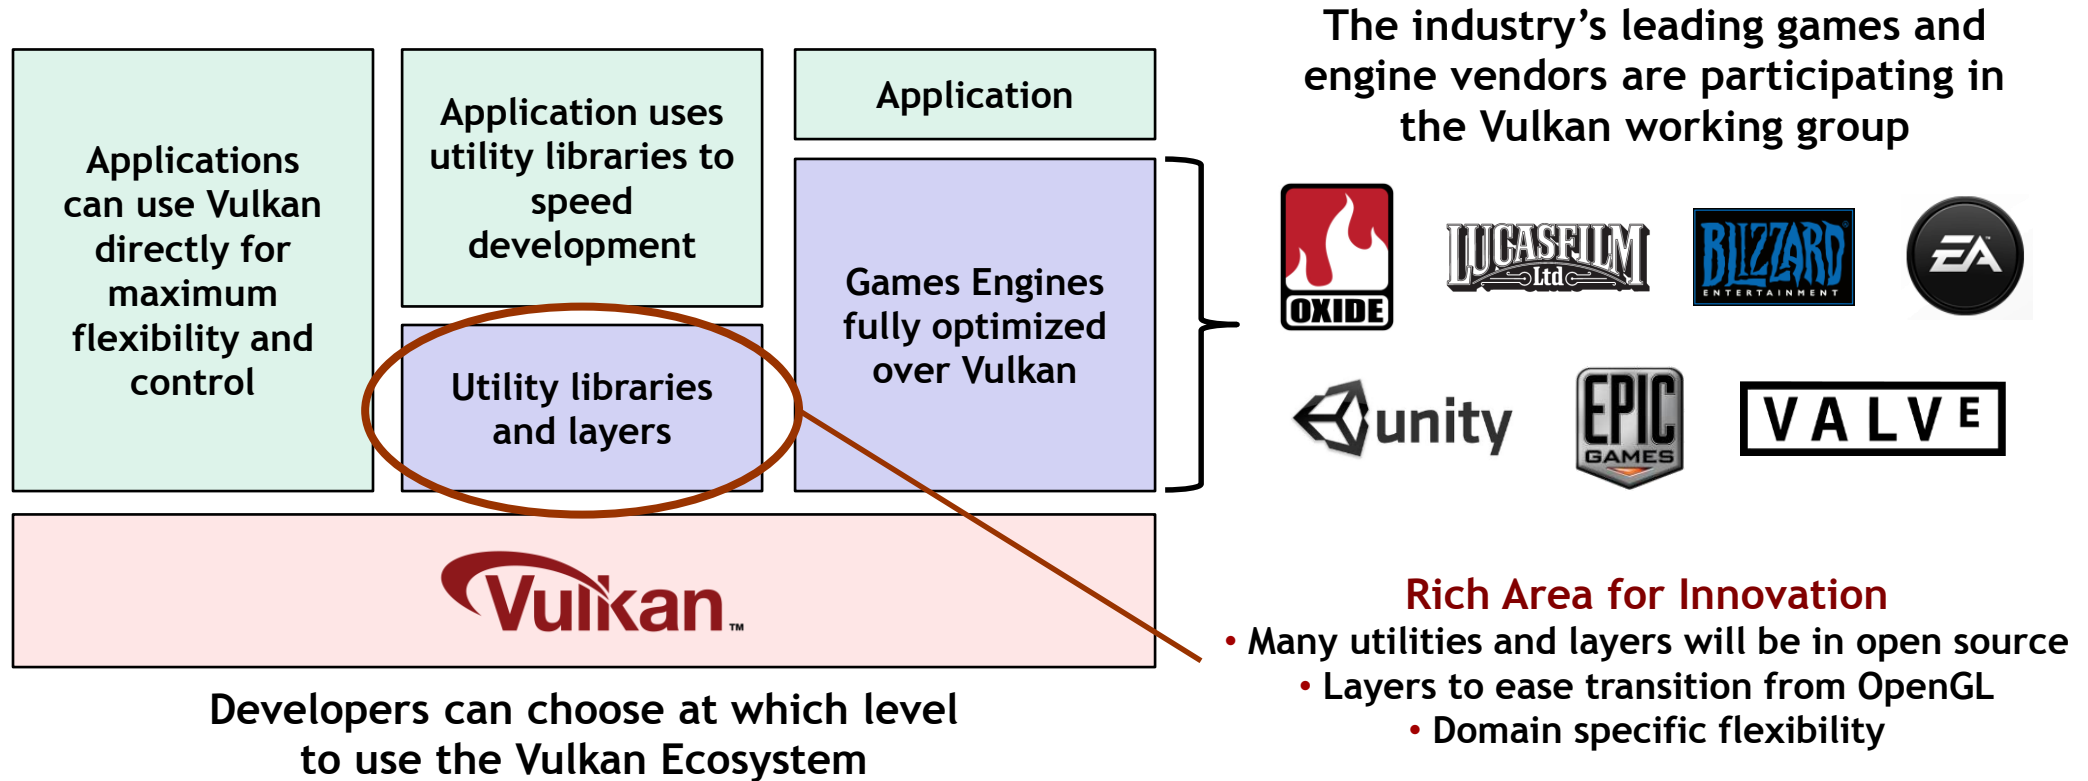 Applications
can use Vulkan
directly for
maximum
flexibility and
control
Application uses
utility libraries to
speed
development
Utility libraries
and layers
Application
Games Engines
fully optimized
over Vulkan
Vulkan™
Developers can choose at which level
to use the Vulkan Ecosystem
The industry’s leading games and
engine vendors are participating in
the Vulkan working group
OXIDE
LUCASFILM
Ltd
BLIZZARD®
ENTERTAINMENT
EA™
unity
EPIC
GAMES
VALVE
Rich Area for Innovation
• Many utilities and layers will be in open source
• Layers to ease transition from OpenGL
• Domain specific flexibility